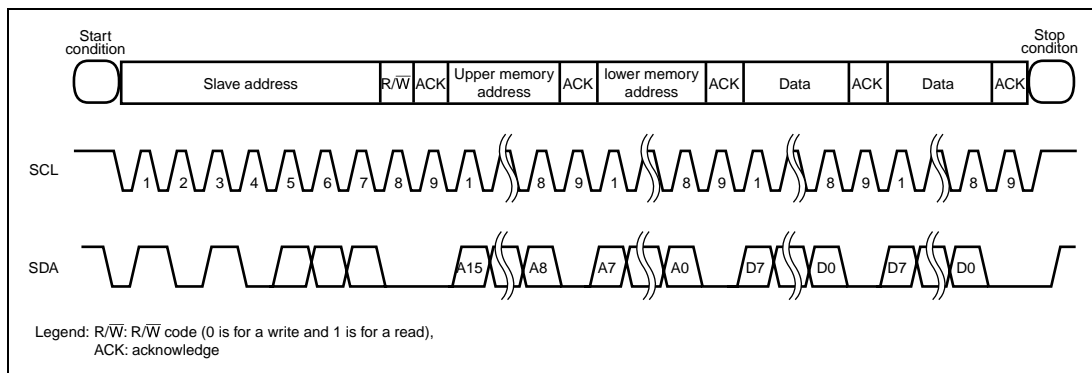 Start
condition
Stop
conditon
Slave address
R/W̅
ACK
Upper memory
address
ACK
lower memory
address
ACK
Data
ACK
Data
ACK
SCL
1 2 3 4 5 6 7 8 9 1 8 9 1 8 9 1 8 9 1 8 9
SDA
A15 A8 A7 A0 D7 D0 D7 D0
Legend: R/W̅: R/W̅ code (0 is for a write and 1 is for a read),
ACK: acknowledge